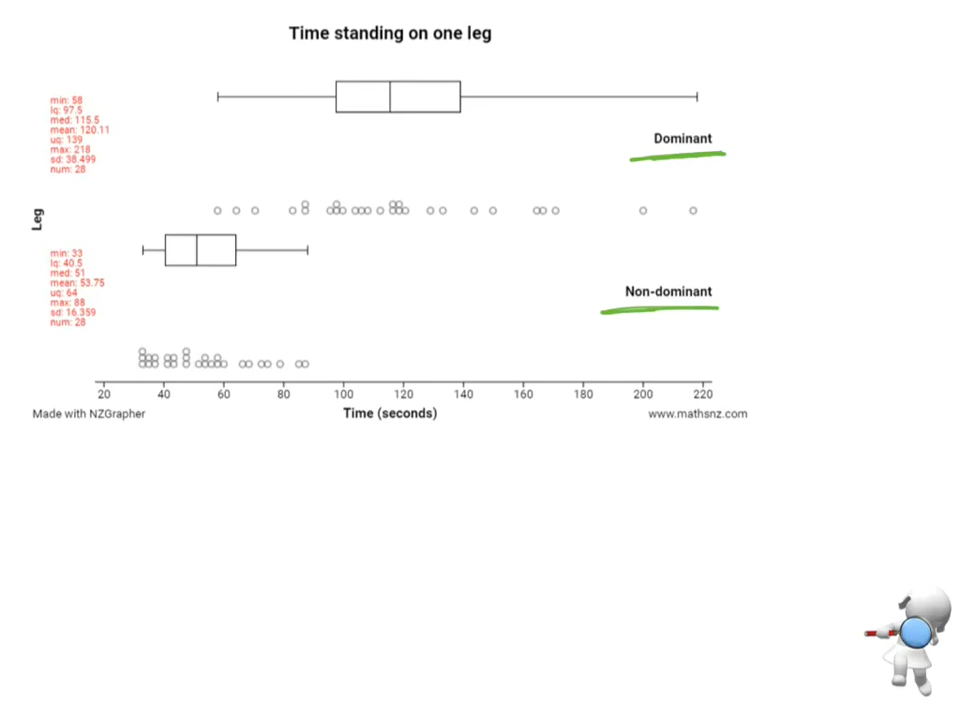 Time standing on one leg
min: 58
lq: 97.5
med: 115.5
mean: 120.11
uq: 139
max: 218
sd: 38.499
num: 28
Dominant
Leg
min: 33
lq: 40.5
med: 51
mean: 53.75
uq: 64
max: 88
sd: 16.359
num: 28
Non-dominant
20 40 60 80 100 120 140 160 180 200 220
Made with NZGrapher Time (seconds) www.mathsnz.com